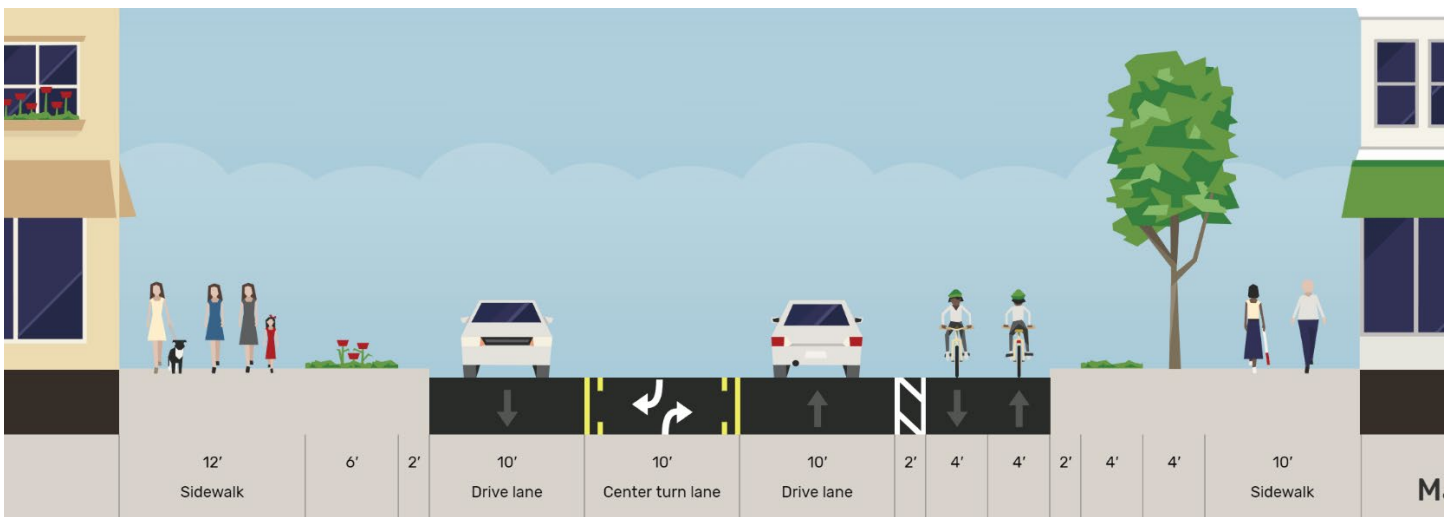 12' 6' 2' 10' 10' 10' 2' 4' 4' 2' 4' 4' 10'
Sidewalk Drive lane Center turn lane Drive lane Sidewalk